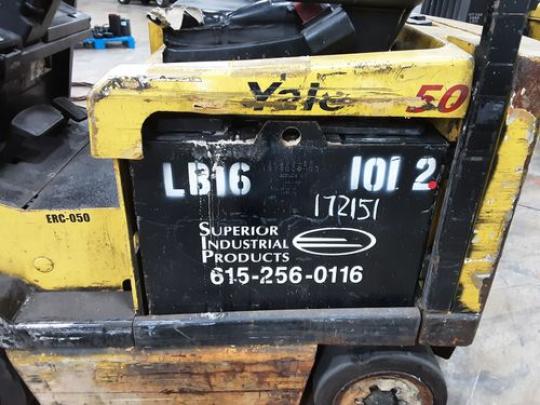 Yale 50
LB16 101 2
172151
ERC-050
SUPERIOR
INDUSTRIAL
PRODUCTS
615-256-0116